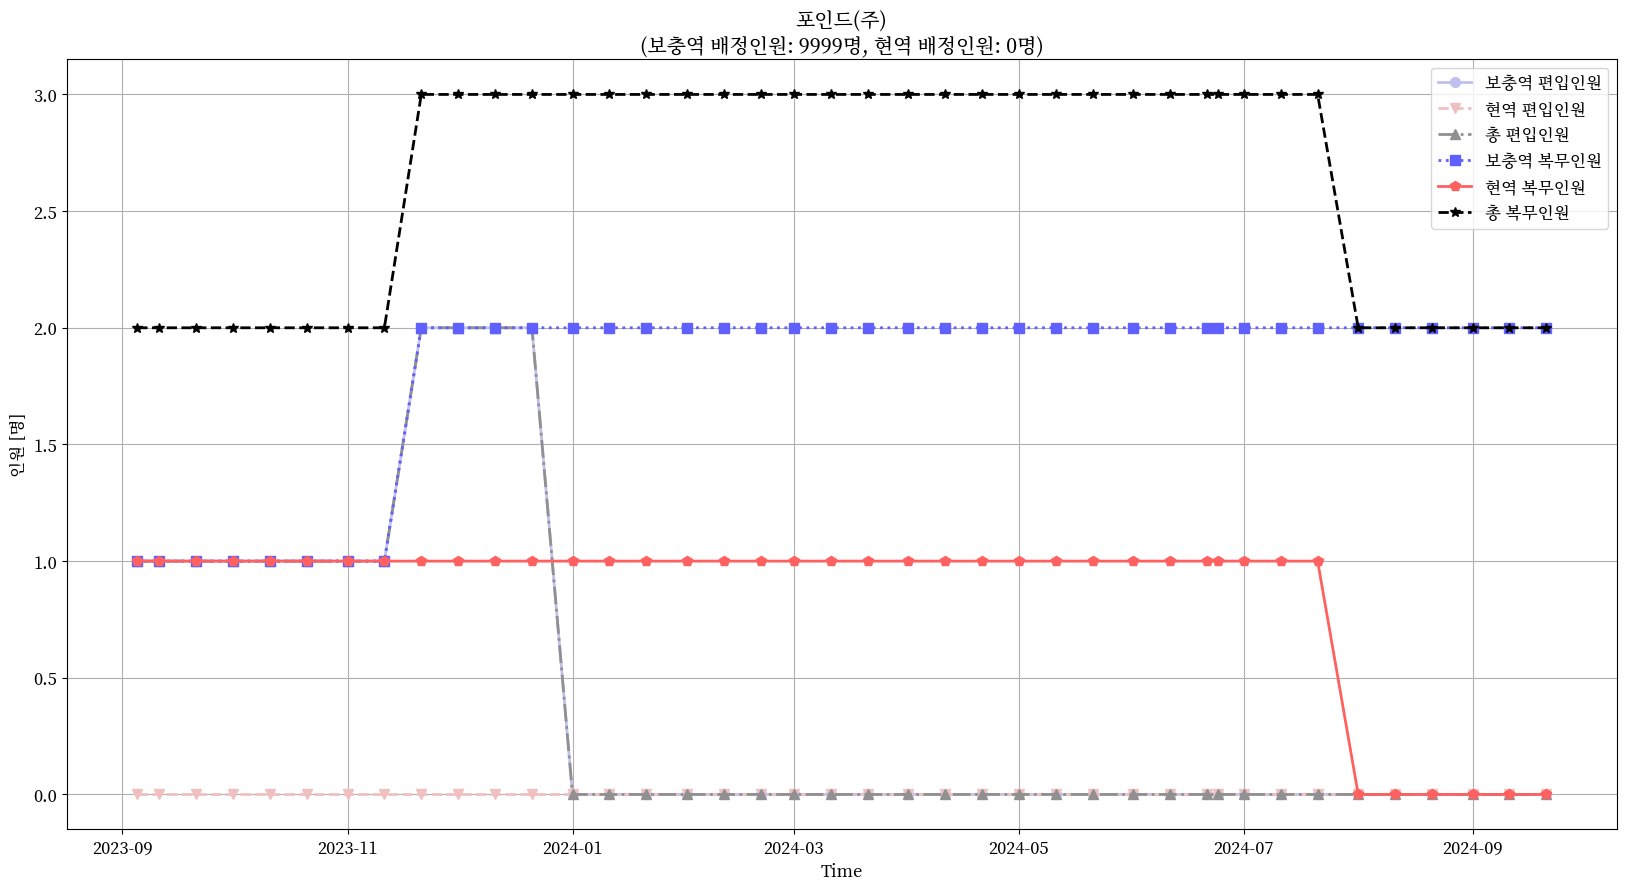 포인드(주)
(보충역 배정인원: 9999명, 현역 배정인원: 0명)
보충역 편입인원
현역 편입인원
총 편입인원
보충역 복무인원
현역 복무인원
총 복무인원
인원 [명]
3.0
2.5
2.0
1.5
1.0
0.5
0.0
2023-09 2023-11 2024-01 2024-03 2024-05 2024-07 2024-09
Time